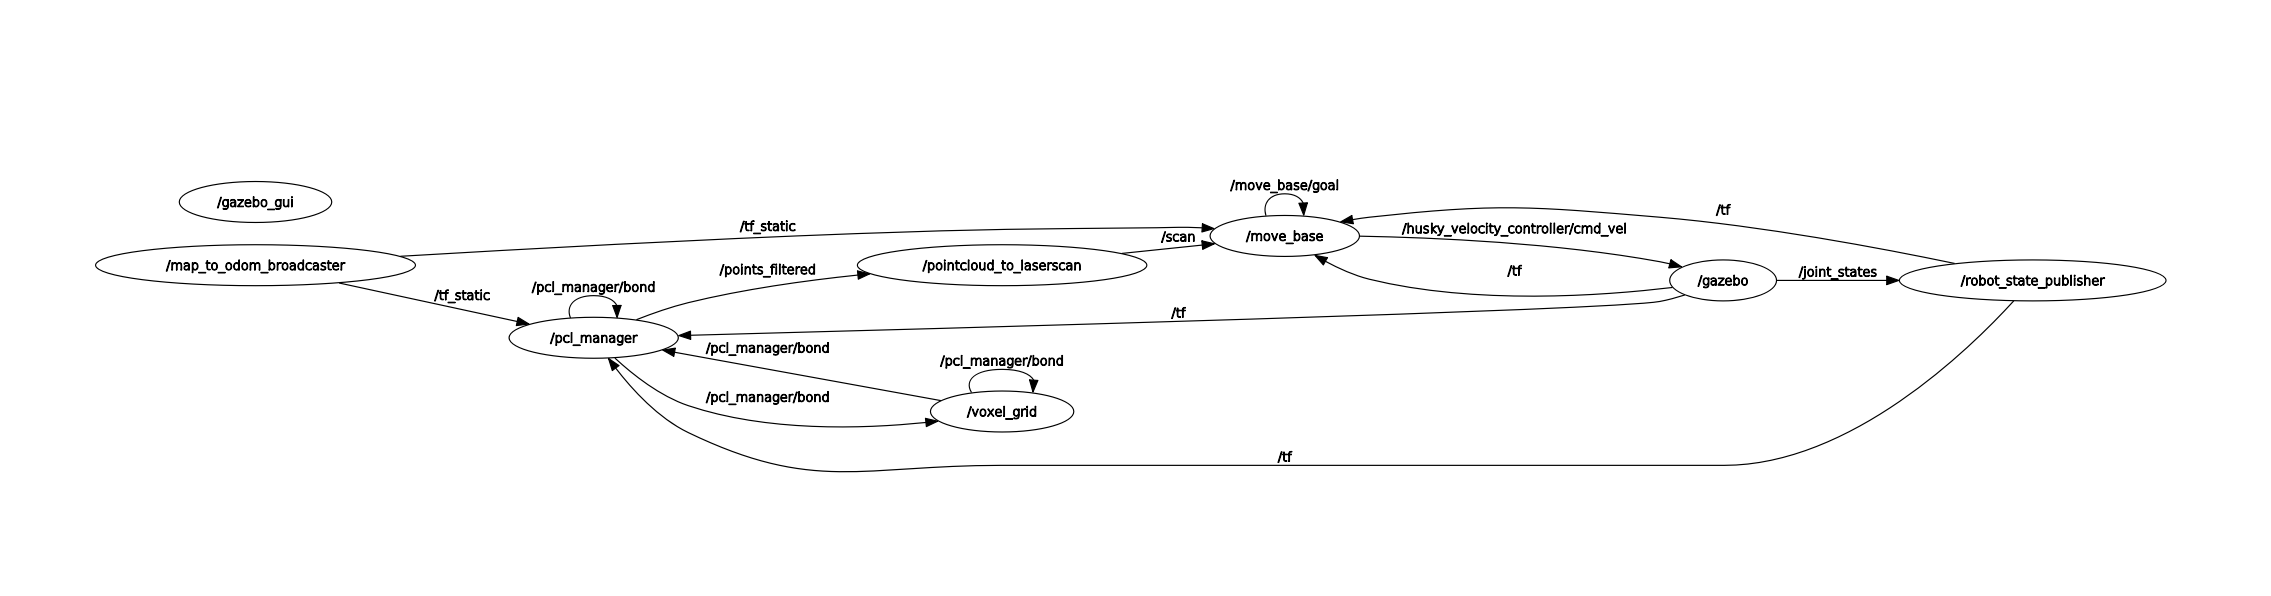 /move_base/goal
/gazebo_gui
/tf
/tf_static
/husky_velocity_controller/cmd_vel
/scan
/move_base
/map_to_odom_broadcaster
/pointcloud_to_laserscan
/points_filtered
/tf
/joint_states
/gazebo
/robot_state_publisher
/pcl_manager/bond
/tf_static
/tf
/pcl_manager
/pcl_manager/bond
/pcl_manager/bond
/pcl_manager/bond
/voxel_grid
/tf